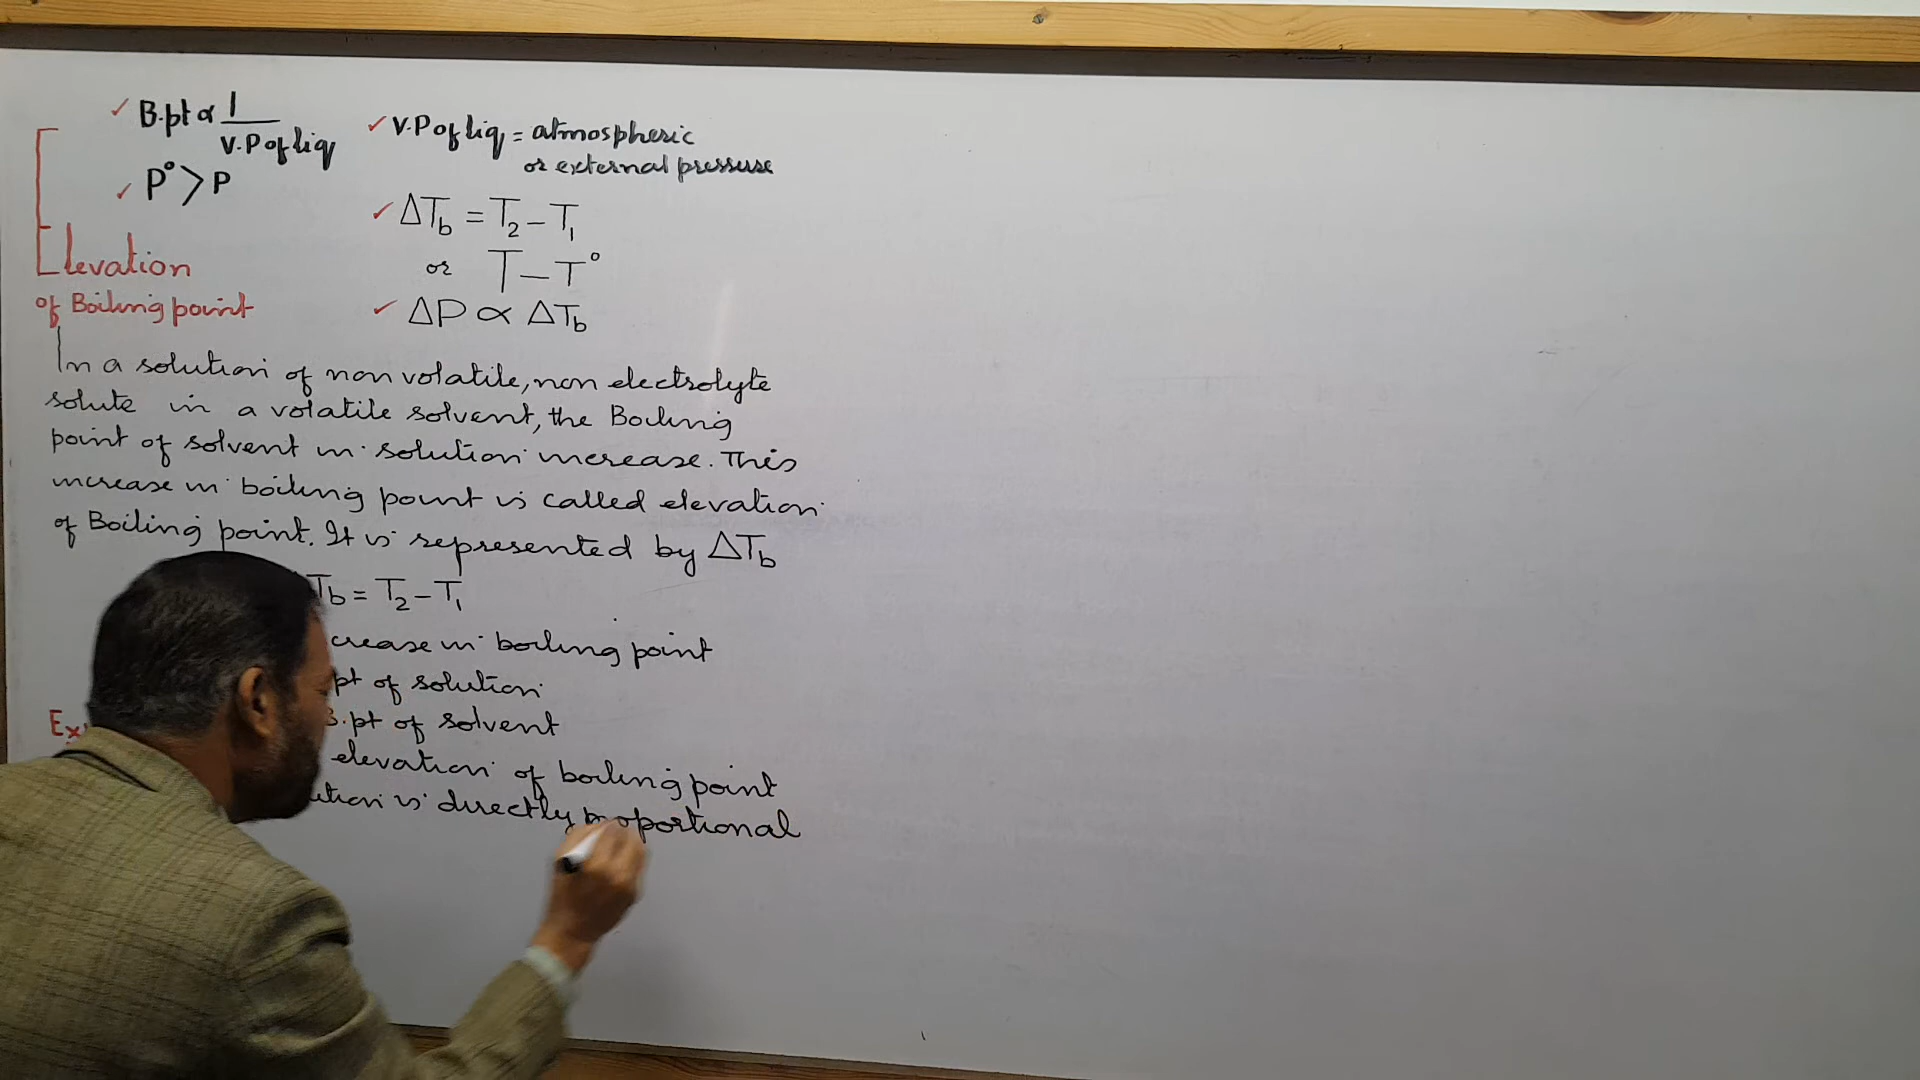 ✓ B.pt ∝ 1
V.P of liq
✓ P° > P
✓ V.P of liq = atmospheric
or external pressure
✓ ΔTb = T2 - T1
or T - T°
✓ ΔP ∝ ΔTb
Elevation
of Boiling point
In a solution of non volatile, non electrolyte
solute in a volatile solvent, the Boiling
point of solvent in solution increase. This
increase in boiling point is called elevation
of Boiling point. It is represented by ΔTb
Tb = T2 - T1
crease in boiling point
pt of solution
B.pt of solvent
Ex
elevation of boiling point
ution is directly proportional